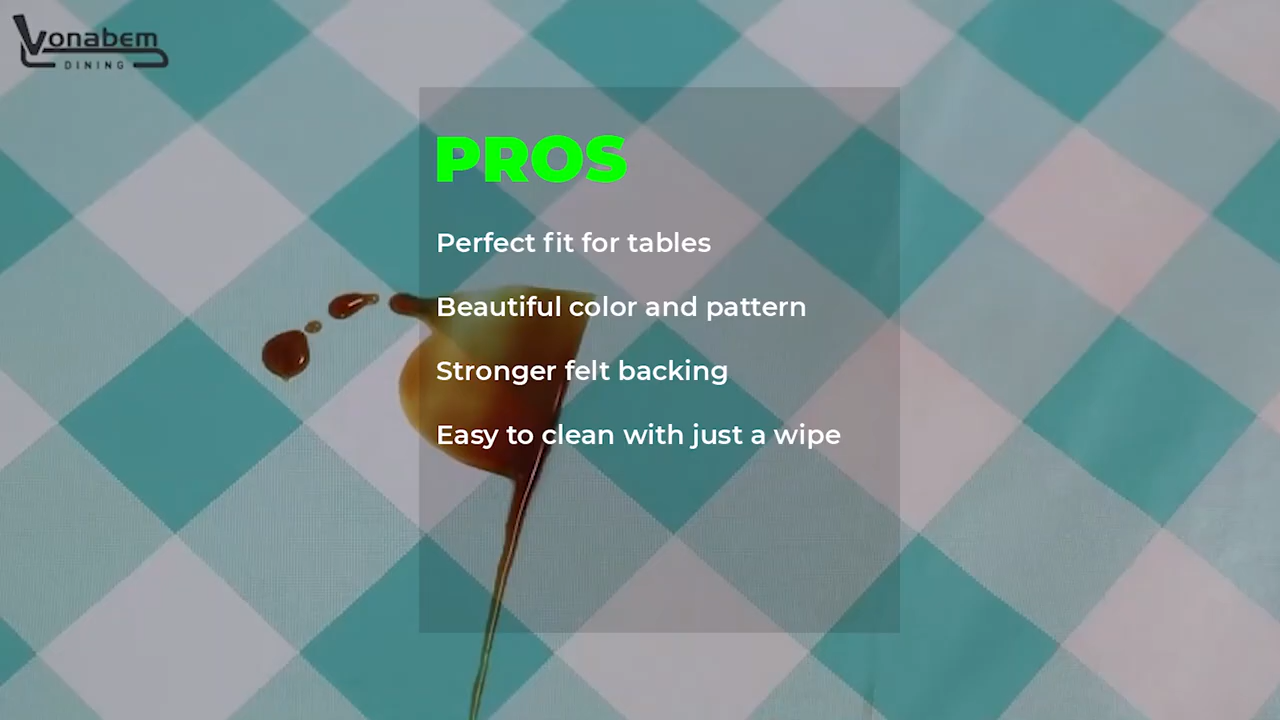 Vonabem
DINING
PROS
Perfect fit for tables
Beautiful color and pattern
Stronger felt backing
Easy to clean with just a wipe